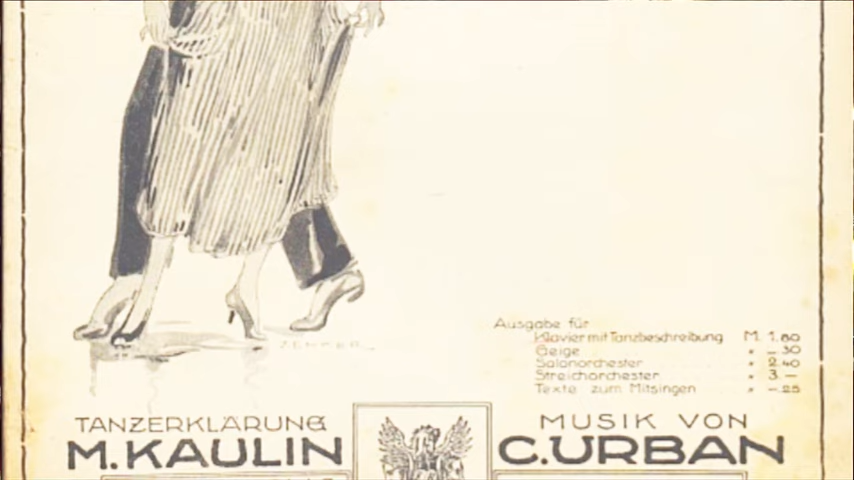 ZENKER
Ausgabe für
Klavier mit Tanzbeschreibung M. 1.80
Geige " — 30
Salonorchester " 2.40
Streichorchester " 3. —
Texte zum Mitsingen " — 25
TANZERKLÄRUNG
M. KAULIN
MUSIK VON
C. URBAN